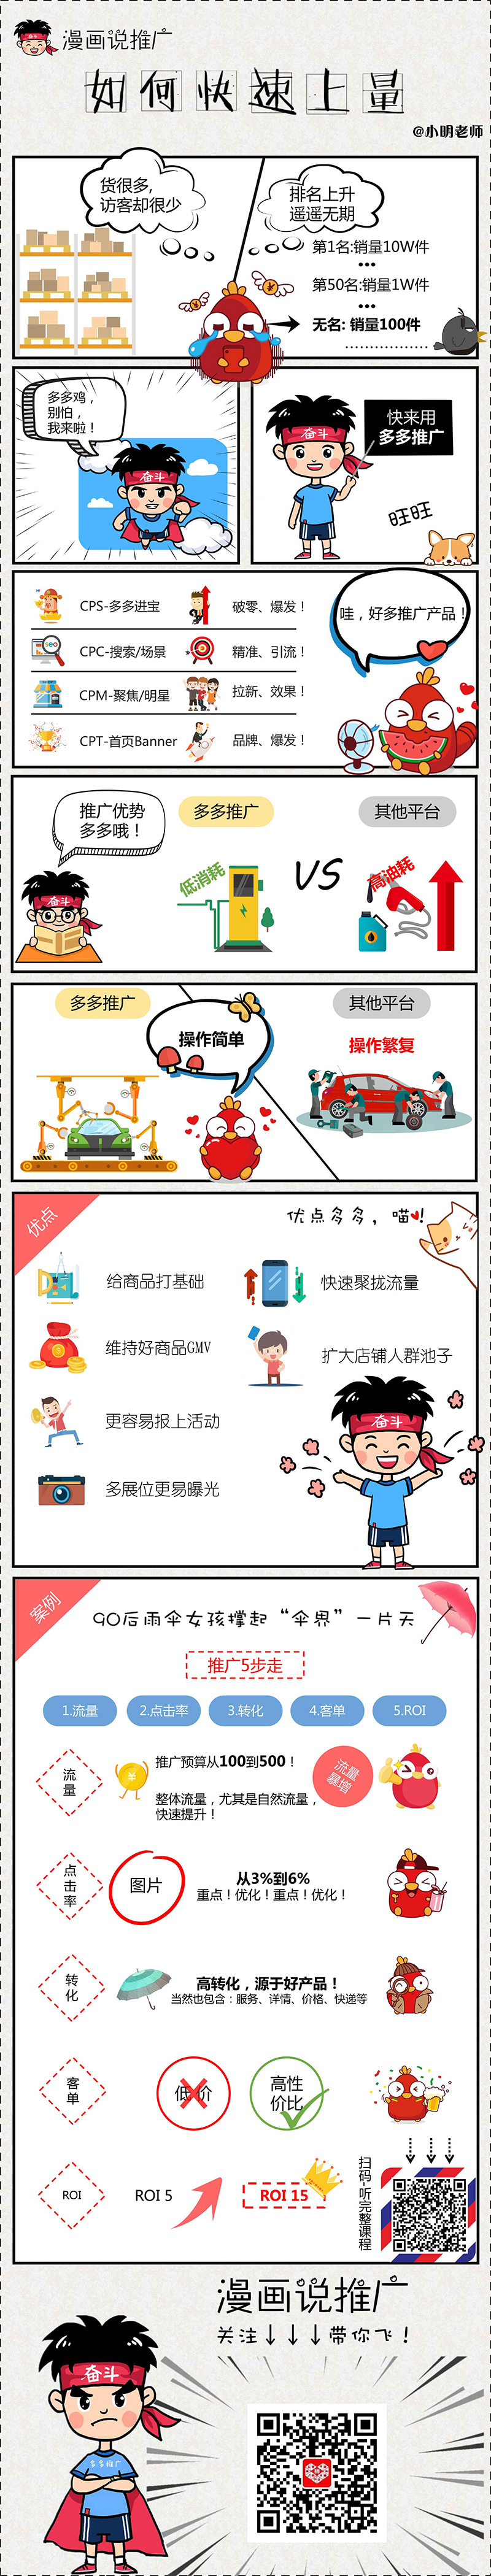 漫画说推广
如何快速上量
@小明老师
货很多,
访客却很少
排名上升
遥遥无期
第1名:销量10W件
...
第50名:销量1W件
...
无名: 销量100件
多多鸡，
别怕，
我来啦！
奋斗
奋斗
快来用
多多推广
旺旺
CPS-多多进宝
破零、爆发！
SEO
CPC-搜索/场景
精准、引流！
CPM-聚焦/明星
拉新、效果！
CPT-首页Banner
品牌、爆发！
哇，好多推广产品！
推广优势
多多哦！
奋斗
多多推广
低消耗
VS
其他平台
高油耗
多多推广
操作简单
其他平台
操作繁复
优点
优点多多，喵!
给商品打基础
快速聚拢流量
维持好商品GMV
扩大店铺人群池子
更容易报上活动
多展位更易曝光
奋斗
案例
90后雨伞女孩撑起“伞界”一片天
推广5步走
1.流量
2.点击率
3.转化
4.客单
5.ROI
流量
推广预算从100到500！
整体流量，尤其是自然流量，
快速提升！
流量
暴增
点击率
图片
从3%到6%
重点！优化！重点！优化！
转化
高转化，源于好产品！
当然也包含：服务、详情、价格、快递等
客单
低价
高性
价比
ROI
ROI 5
ROI 15
扫码·听完整课程
漫画说推广
关注↓↓↓带你飞！
奋斗
多多推广